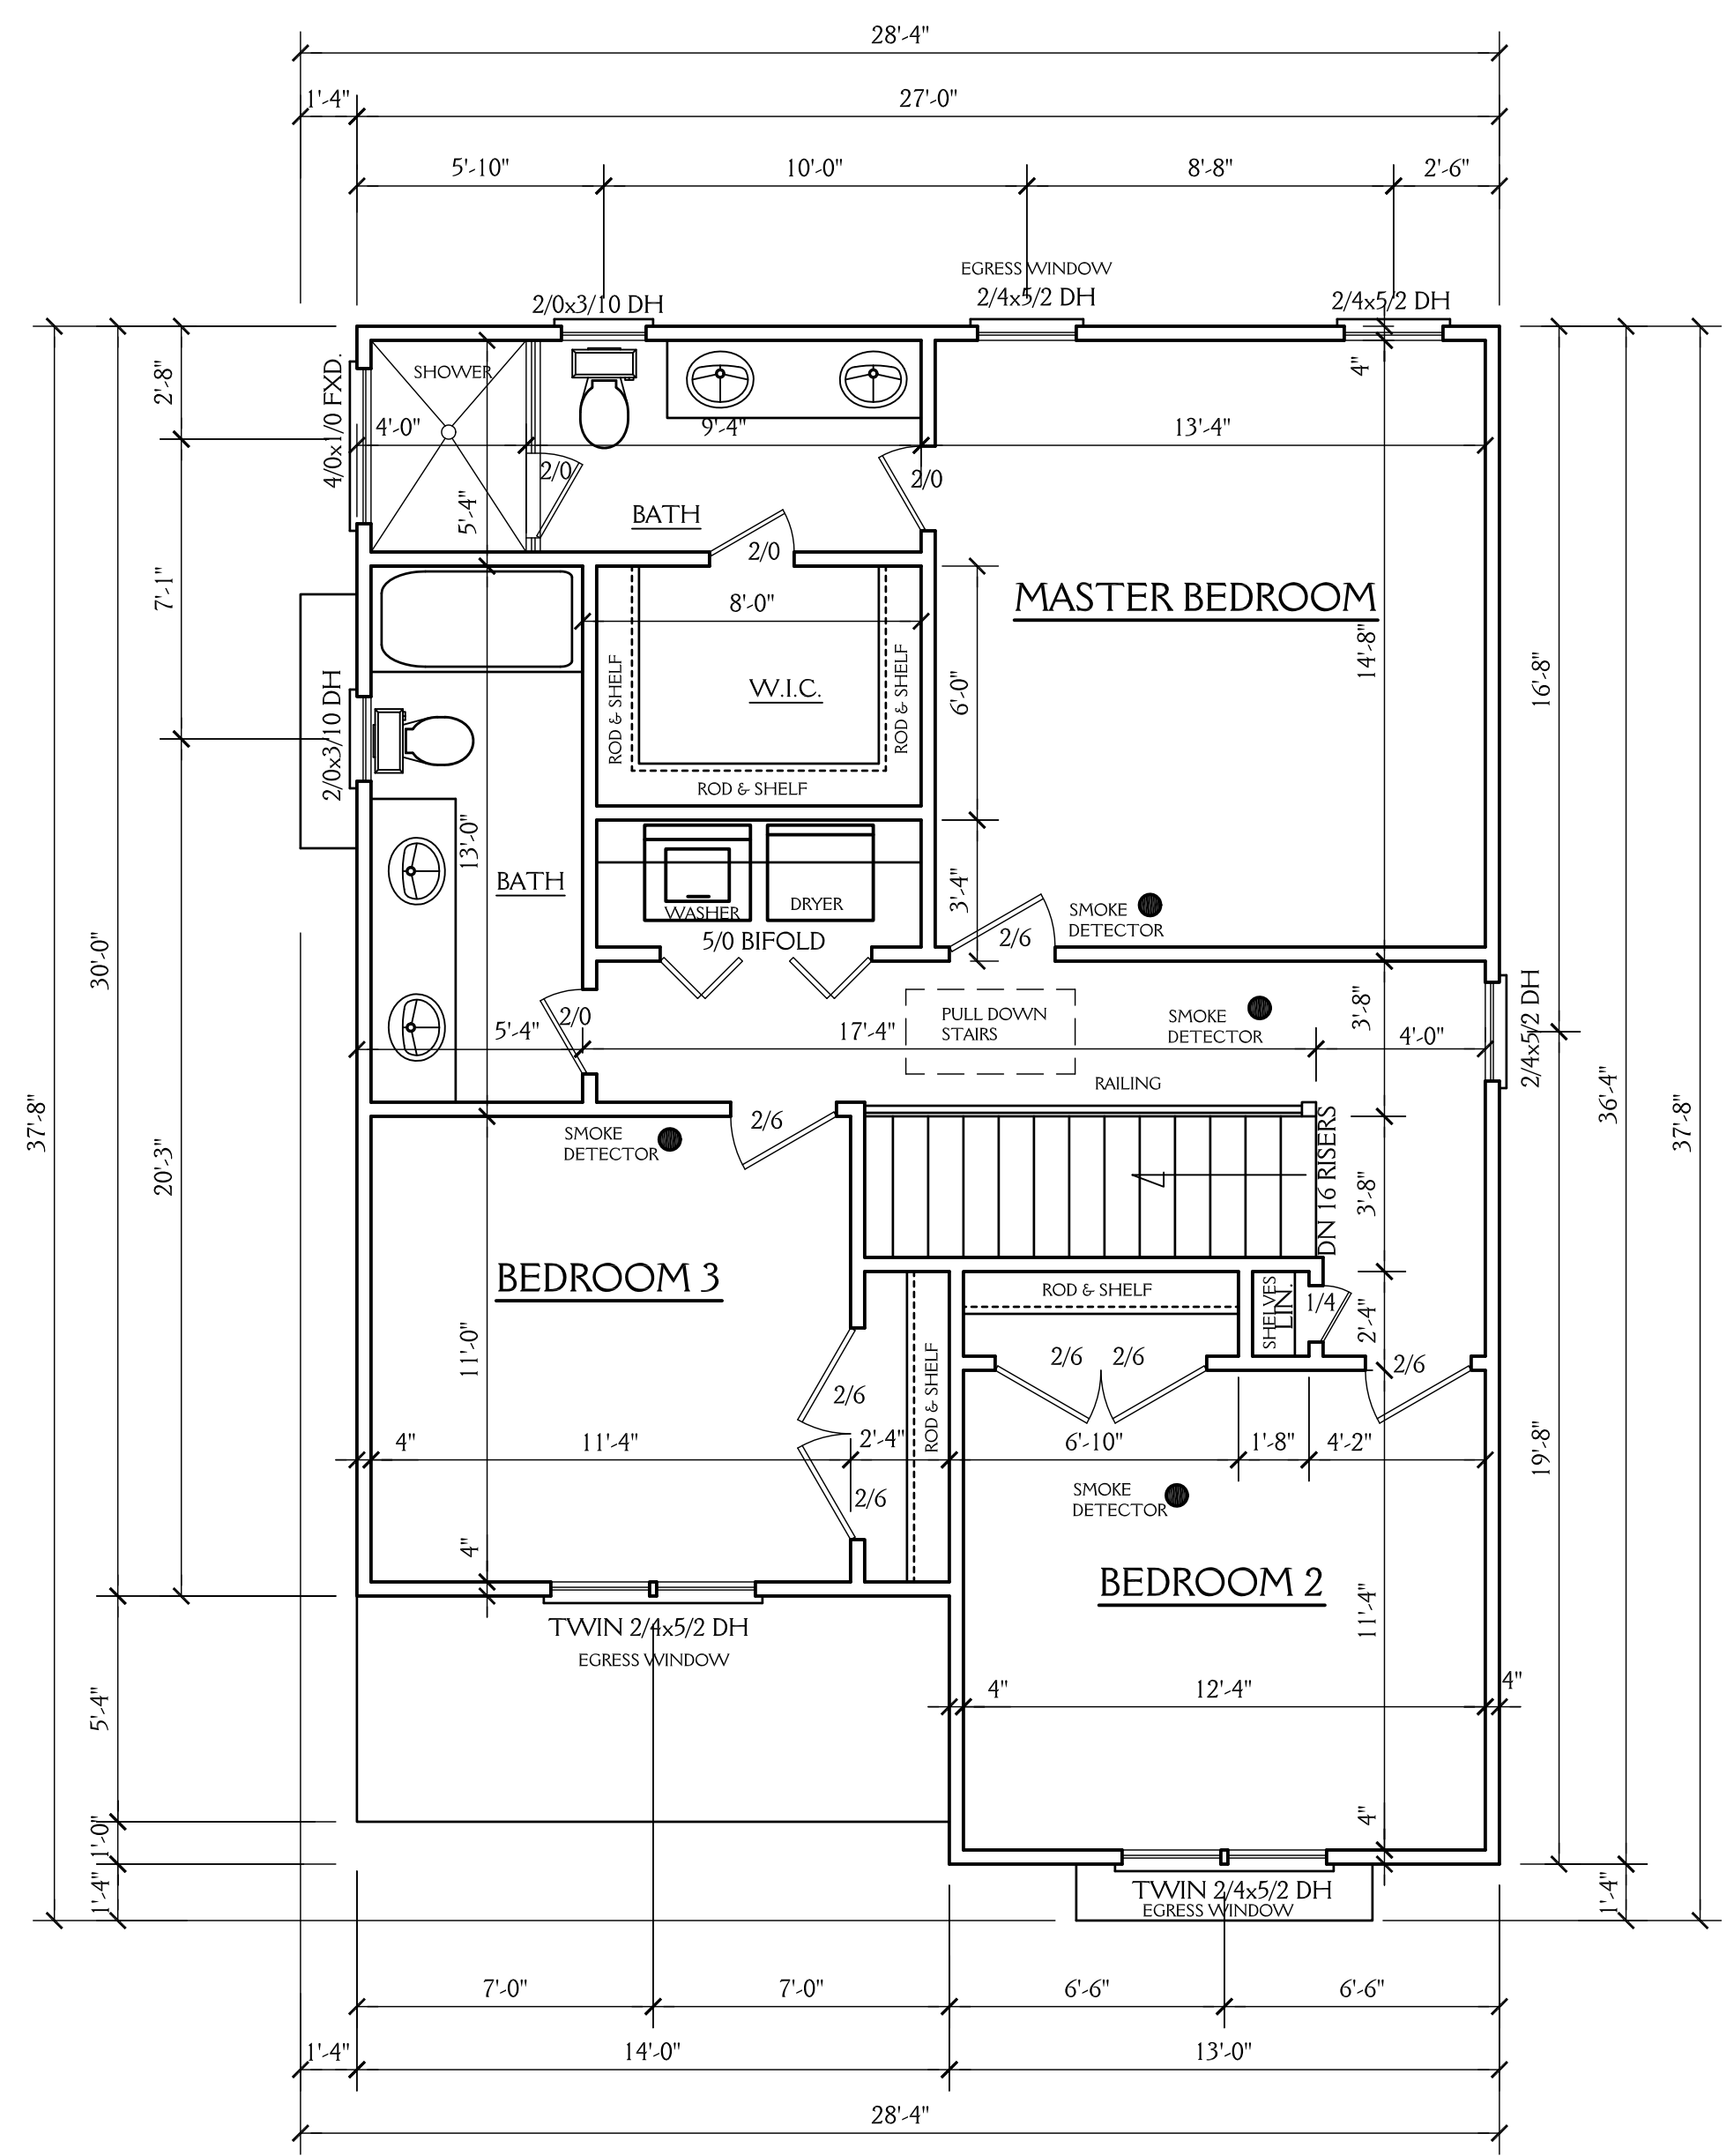 28'-4"
1'-4"
27'-0"
5'-10"
10'-0"
8'-8"
2'-6"
EGRESS WINDOW
2/0x3/10 DH
2/4x5/2 DH
2/4x5/2 DH
2'-8"
4/0x1/0 FXD.
SHOWER
4"
4'-0"
9'-4"
13'-4"
2/0
2/0
5'-4"
BATH
2/0
7'-1"
8'-0"
MASTER BEDROOM
14'-8"
16'-8"
ROD & SHELF
W.I.C.
ROD & SHELF
6'-0"
2/0x3/10 DH
ROD & SHELF
13'-0"
BATH
WASHER
DRYER
3'-4"
SMOKE
DETECTOR
5/0 BIFOLD
2/6
30'-0"
5'-4"
2/0
17'-4"
PULL DOWN
STAIRS
SMOKE
DETECTOR
3'-8"
4'-0"
2/4x5/2 DH
RAILING
37'-8"
20'-3"
36'-4"
37'-8"
SMOKE
DETECTOR
2/6
DN 16 RISERS
3'-8"
BEDROOM 3
ROD & SHELF
SHELVES
LIN.
1/4
2'-4"
11'-0"
2/6
ROD & SHELF
2/6
2/6
2/6
4"
11'-4"
2'-4"
6'-10"
1'-8"
4'-2"
19'-8"
2/6
SMOKE
DETECTOR
4"
BEDROOM 2
11'-4"
TWIN 2/4x5/2 DH
EGRESS WINDOW
5'-4"
4"
12'-4"
4"
1'-0"
4"
1'-4"
TWIN 2/4x5/2 DH
EGRESS WINDOW
1'-4"
7'-0"
7'-0"
6'-6"
6'-6"
1'-4"
14'-0"
13'-0"
28'-4"